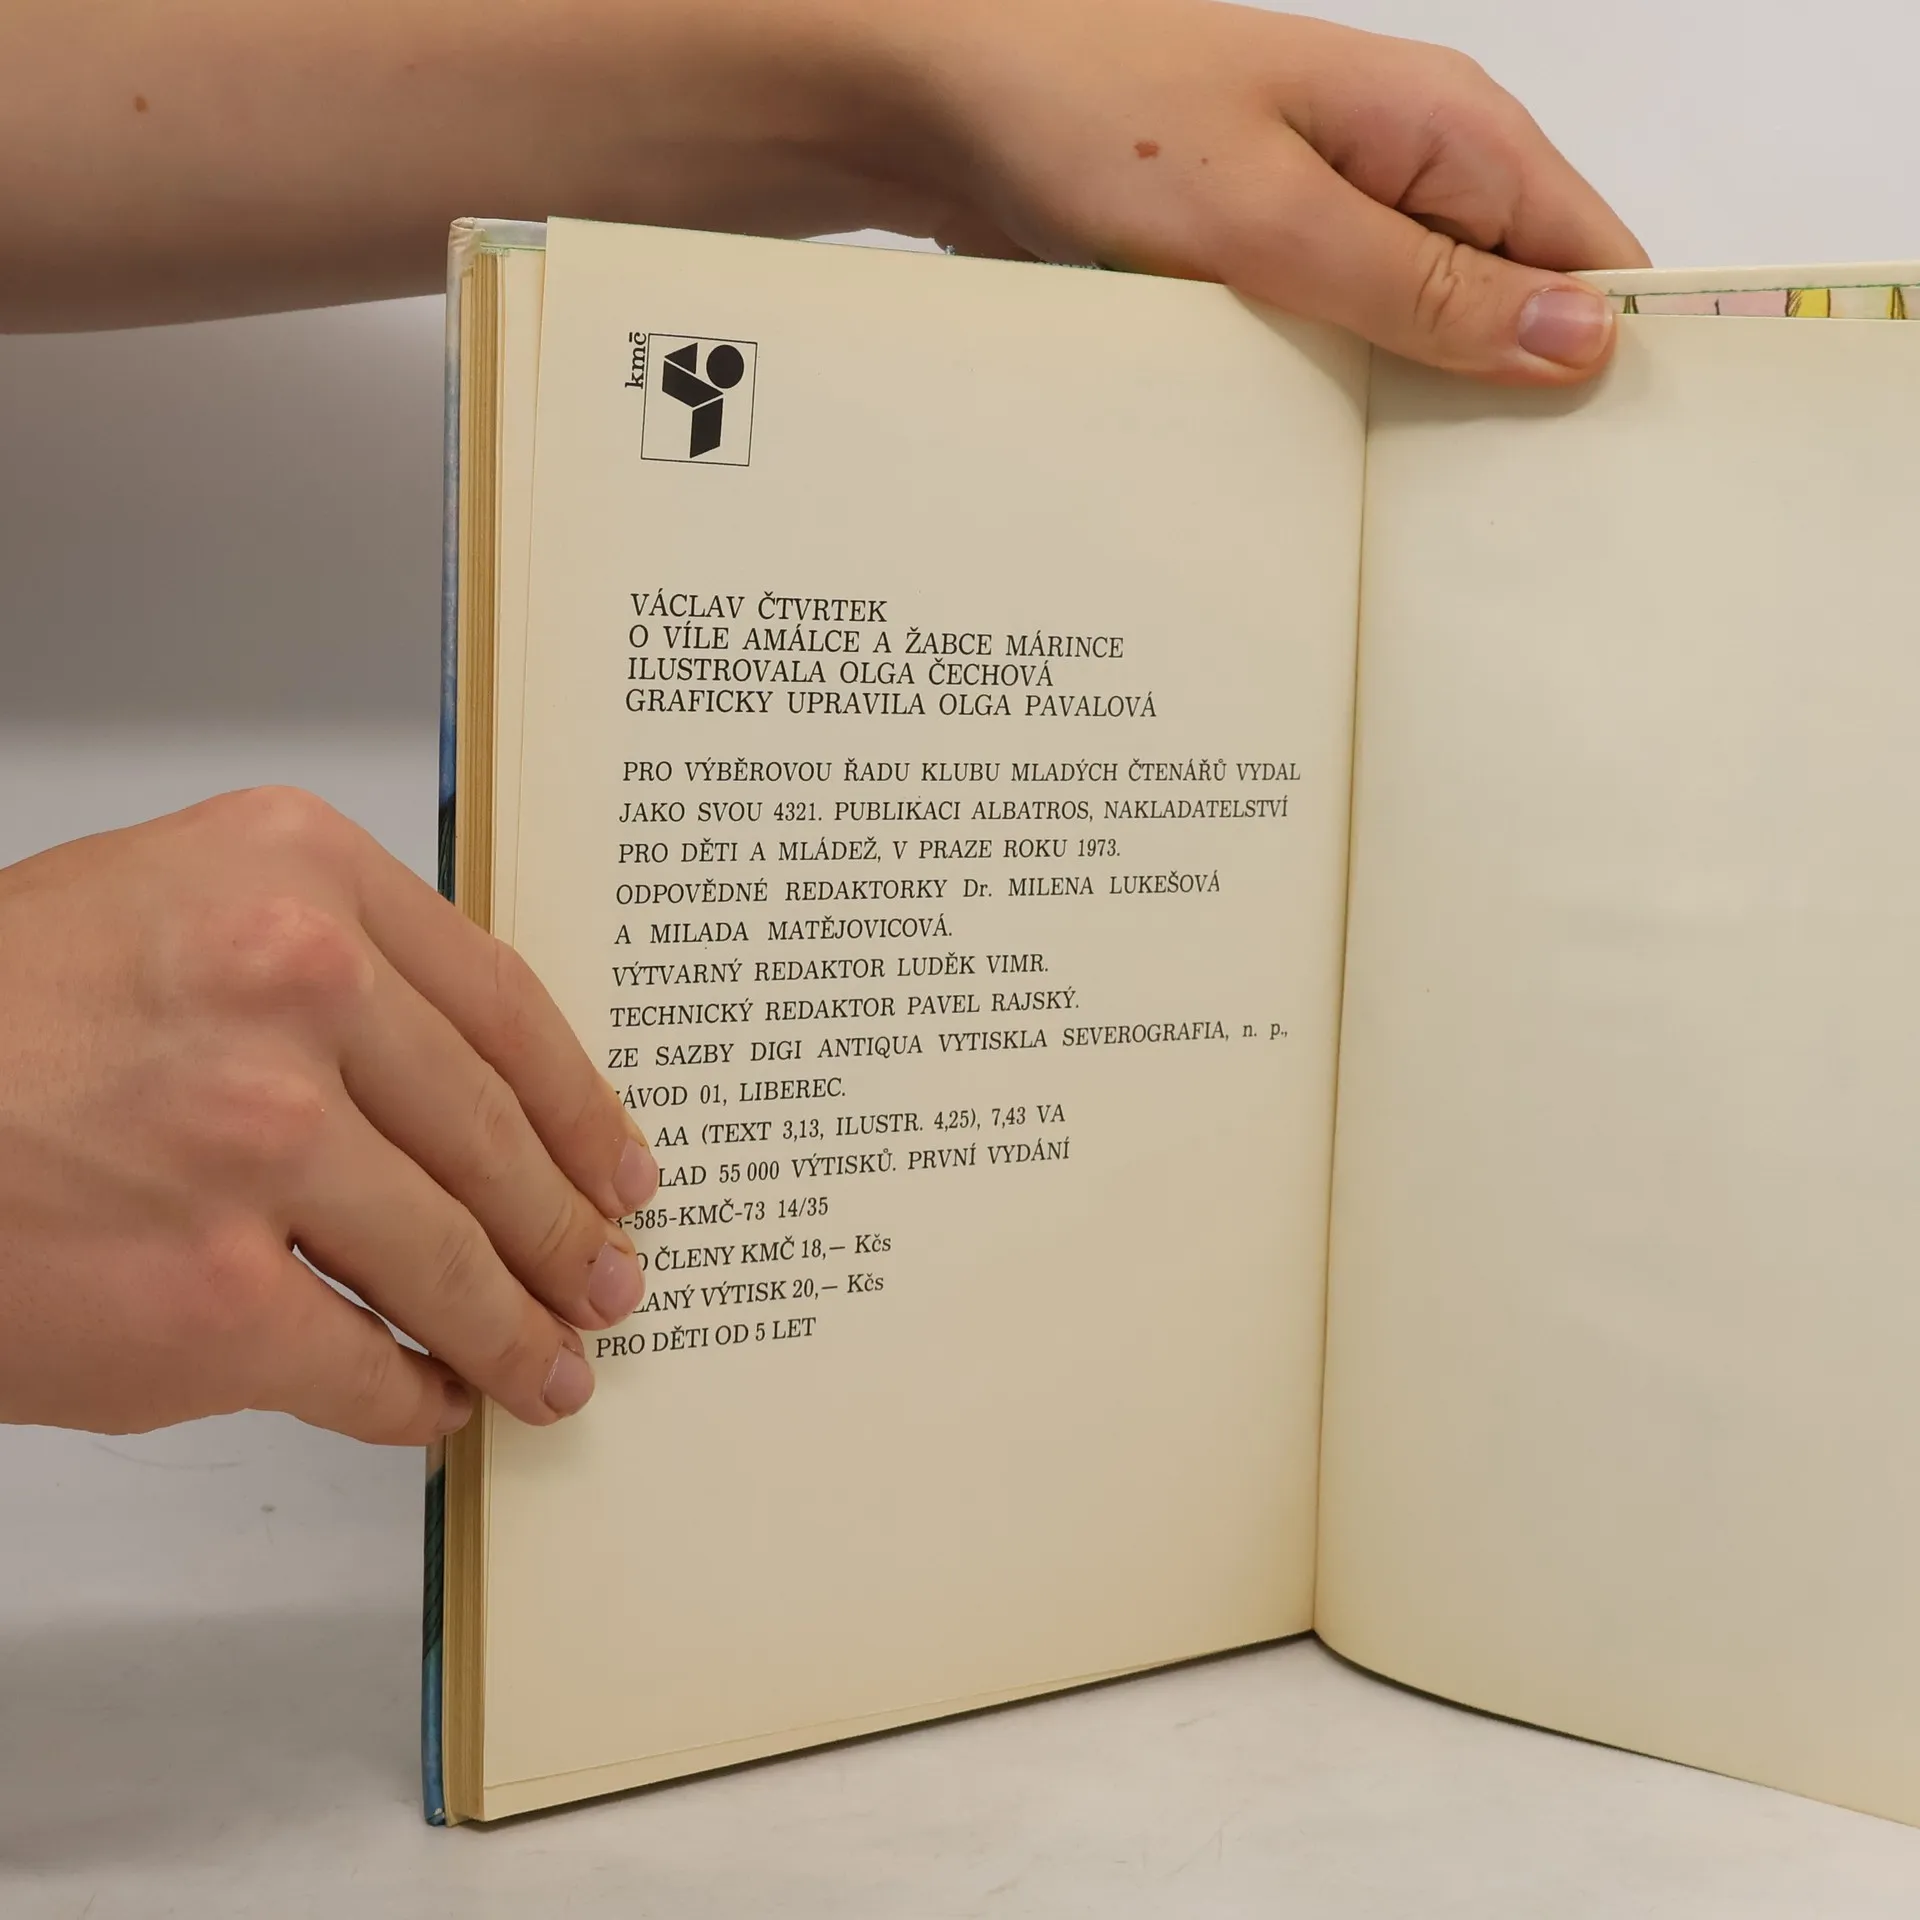 kmč
VÁCLAV ČTVRTEK
O VÍLE AMÁLCE A ŽABCE MÁRINCE
ILUSTROVALA OLGA ČECHOVÁ
GRAFICKY UPRAVILA OLGA PAVALOVÁ
PRO VÝBĚROVOU ŘADU KLUBU MLADÝCH ČTENÁŘŮ VYDAL
JAKO SVOU 4321. PUBLIKACI ALBATROS, NAKLADATELSTVÍ
PRO DĚTI A MLÁDEŽ, V PRAZE ROKU 1973.
ODPOVĚDNÉ REDAKTORKY Dr. MILENA LUKEŠOVÁ
A MILADA MATĚJOVICOVÁ.
VÝTVARNÝ REDAKTOR LUDĚK VIMR.
TECHNICKÝ REDAKTOR PAVEL RAJSKÝ.
ZE SAZBY DIGI ANTIQUA VYTISKLA SEVEROGRAFIA, n. p.,
ÁVOD 01, LIBEREC.
AA (TEXT 3,13, ILUSTR. 4,25), 7,43 VA
LAD 55 000 VÝTISKŮ. PRVNÍ VYDÁNÍ
-585-KMČ-73 14/35
O ČLENY KMČ 18,— Kčs
ZANÝ VÝTISK 20,— Kčs
PRO DĚTI OD 5 LET